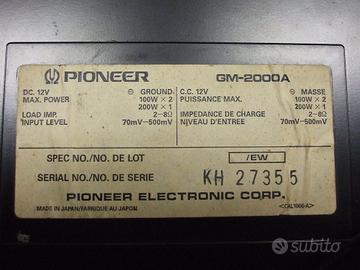 PIONEER GM-2000A
DC. 12V ⊖ GROUND: C.C. 12V ⊖ MASSE
MAX. POWER 100W × 2 PUISSANCE MAX. 100W × 2
200W × 1 200W × 1
LOAD IMP. 2~8Ω IMPÉDANCE DE CHARGE 2~8Ω
INPUT LEVEL 70mV~500mV NIVEAU D'ENTREE 70mV~500mV
SPEC NO./NO. DE LOT /EW
SERIAL NO./NO. DE SERIE KH 27355
PIONEER ELECTRONIC CORP.
MADE IN JAPAN/FABRIQUE AU JAPON <CAL1006-A>
subito